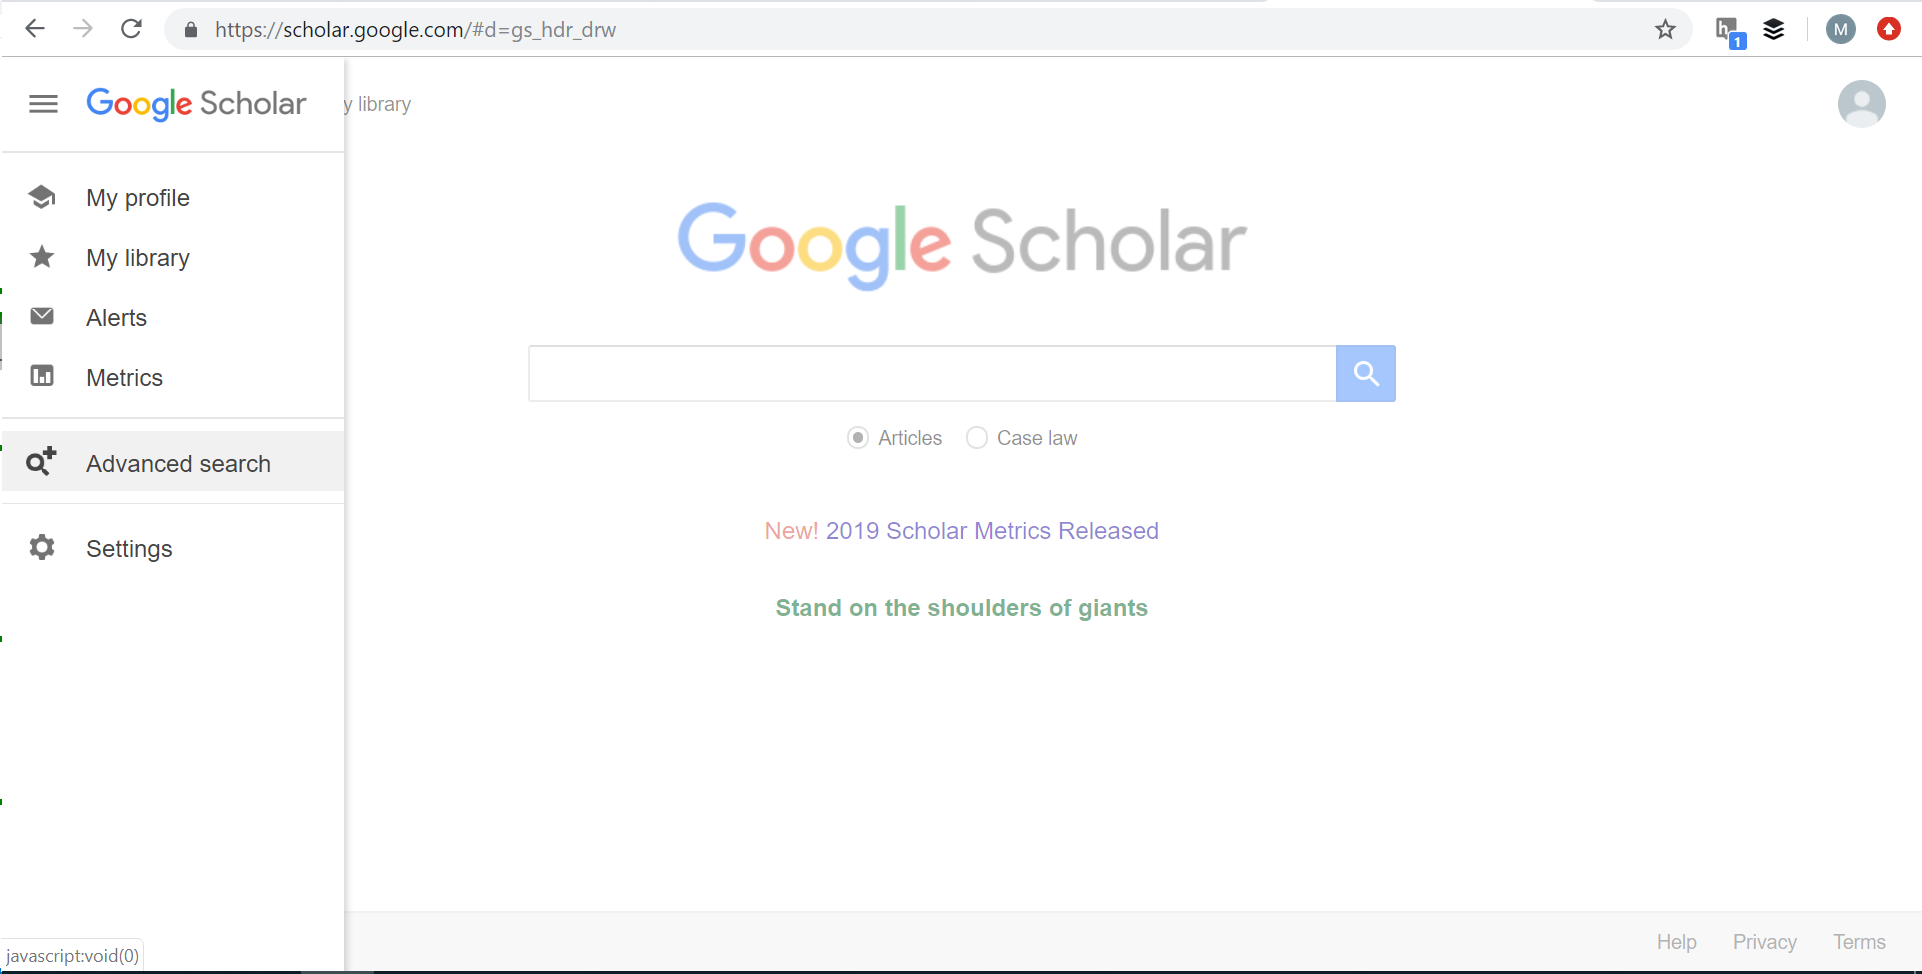 https://scholar.google.com/#d=gs_hdr_drw
1
M
Google Scholar
y library
My profile
My library
Alerts
Metrics
Advanced search
Settings
Google Scholar
Articles
Case law
New! 2019 Scholar Metrics Released
Stand on the shoulders of giants
Help
Privacy
Terms
javascript:void(0)